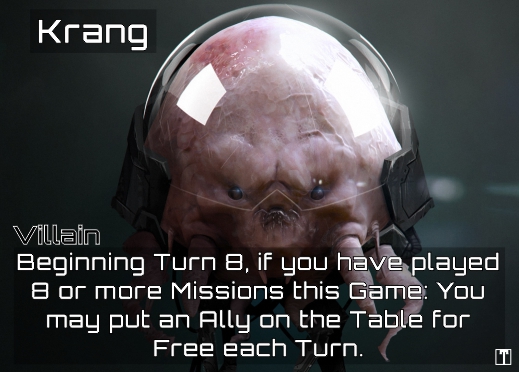 Krang
Villain
Beginning Turn 8, if you have played
8 or more Missions this Game: You
may put an Ally on the Table for
Free each Turn.